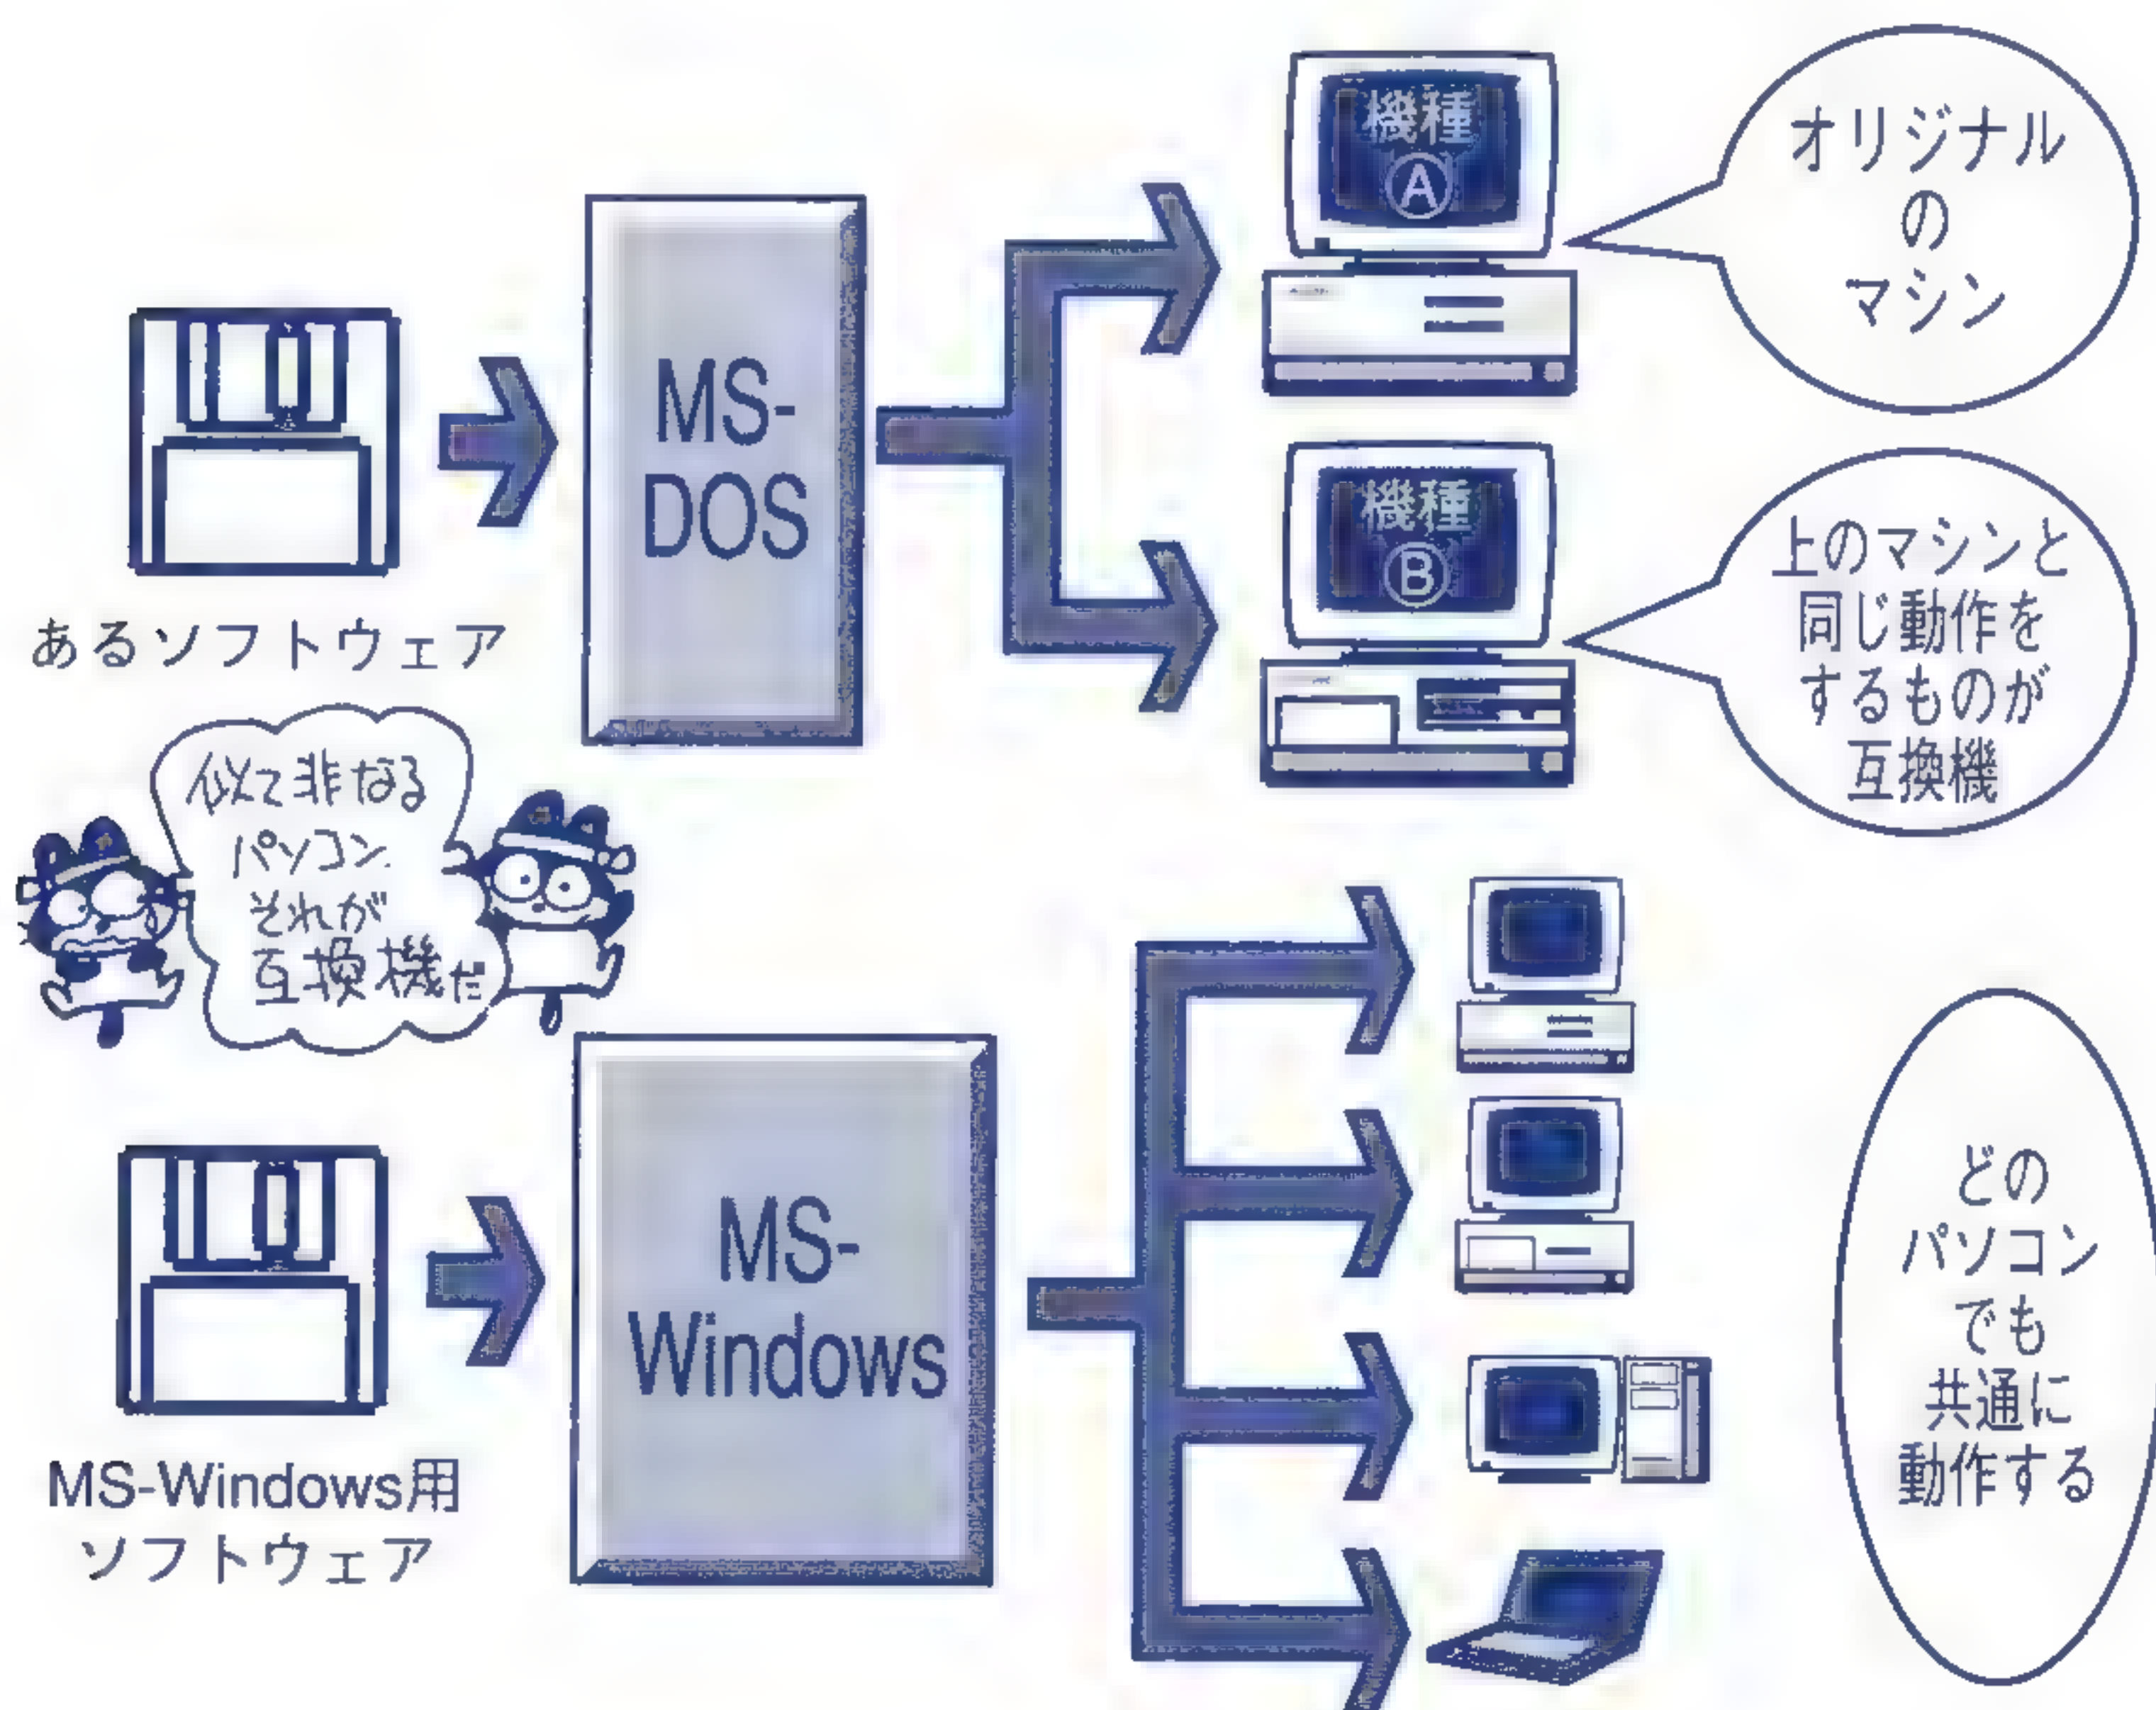 機種
Ⓐ
オリジナル
の
マシン
MS-
DOS
あるソフトウェア
機種
Ⓑ
上のマシンと
同じ動作を
するものが
互換機
似て非なる
パソコン
それが
互換機だ
MS-
Windows
MS-Windows用
ソフトウェア
どの
パソコン
でも
共通に
動作する